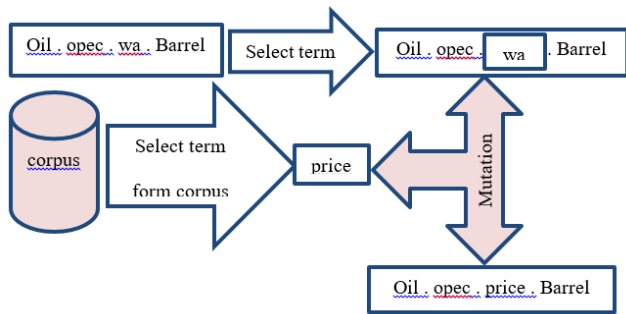 Oil . opec . wa . Barrel
Select term
Oil . opec . wa . Barrel
corpus
Select term
form corpus
price
Mutation
Oil . opec . price . Barrel